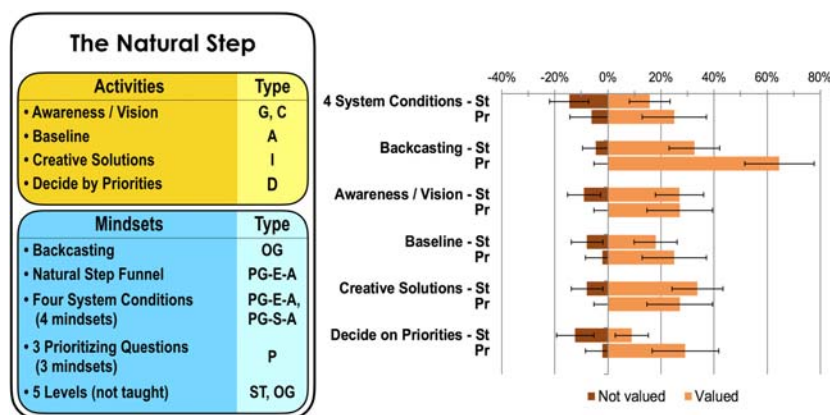 The Natural Step
Activities Type
• Awareness / Vision G, C
• Baseline A
• Creative Solutions I
• Decide by Priorities D
Mindsets Type
• Backcasting OG
• Natural Step Funnel PG-E-A
• Four System Conditions PG-E-A,
(4 mindsets) PG-S-A
• 3 Prioritizing Questions P
(3 mindsets)
• 5 Levels (not taught) ST, OG
-40% -20% 0% 20% 40% 60% 80%
4 System Conditions - St
Pr
Backcasting - St
Pr
Awareness / Vision - St
Pr
Baseline - St
Pr
Creative Solutions - St
Pr
Decide on Priorities - St
Pr
Not valued Valued